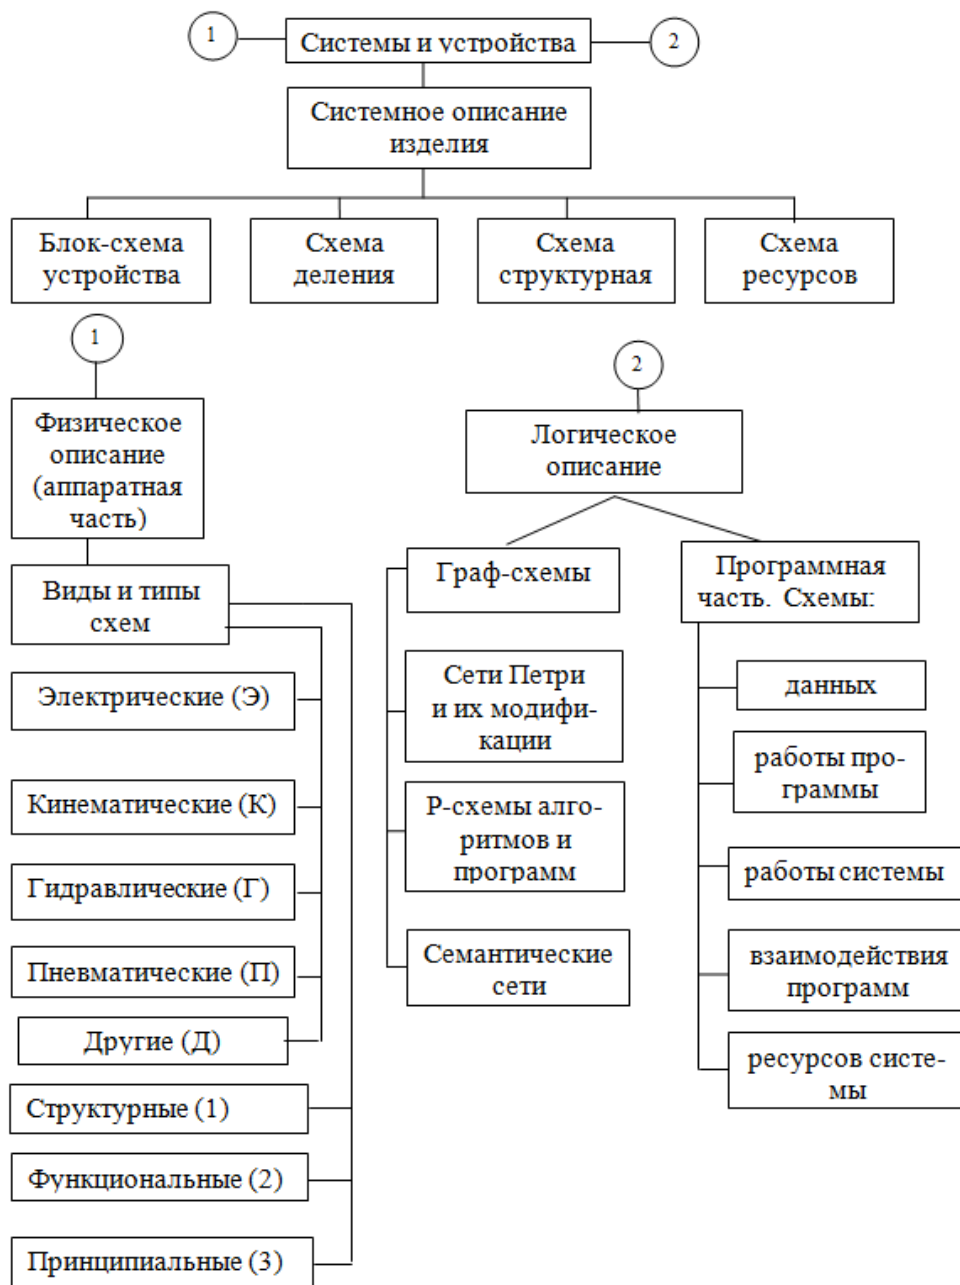 1
Системы и устройства
2
Системное описание
изделия
Блок-схема
устройства
Схема
деления
Схема
структурная
Схема
ресурсов
1
Физическое
описание
(аппаратная
часть)
Виды и типы
схем
Электрические (Э)
Кинематические (К)
Гидравлические (Г)
Пневматические (П)
Другие (Д)
Структурные (1)
Функциональные (2)
Принципиальные (3)
2
Логическое
описание
Граф-схемы
Сети Петри
и их модифи-
кации
Р-схемы алго-
ритмов и
программ
Семантические
сети
Программная
часть. Схемы:
данных
работы про-
граммы
работы системы
взаимодействия
программ
ресурсов систе-
мы